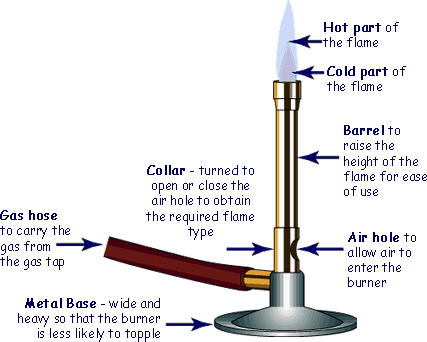 Hot part of
the flame
Cold part of
the flame
Barrel to
raise the
height of the
flame for ease
of use
Collar - turned to
open or close the
air hole to obtain
the required flame
type
Gas hose
to carry the
gas from
the gas tap
Air hole to
allow air to
enter the
burner
Metal Base - wide and
heavy so that the burner
is less likely to topple